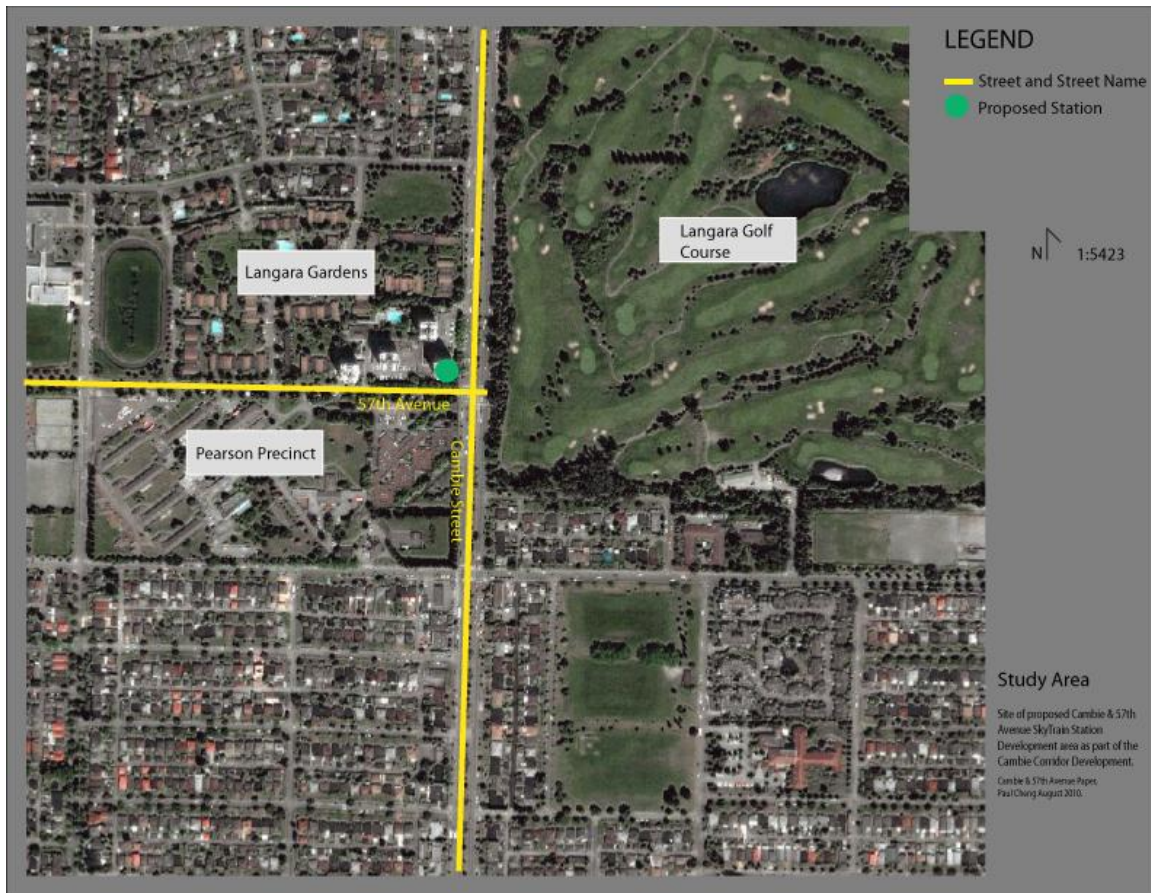 LEGEND
Street and Street Name
Proposed Station
N
1:5423
Langara Gardens
Langara Golf
Course
57th Avenue
Pearson Precinct
Cambie Street
Study Area
Site of proposed Cambie & 57th
Avenue SkyTrain Station
Development area as part of the
Cambie Corridor Development.
Cambie & 57th Avenue Paper,
Paul Cheng August 2010.